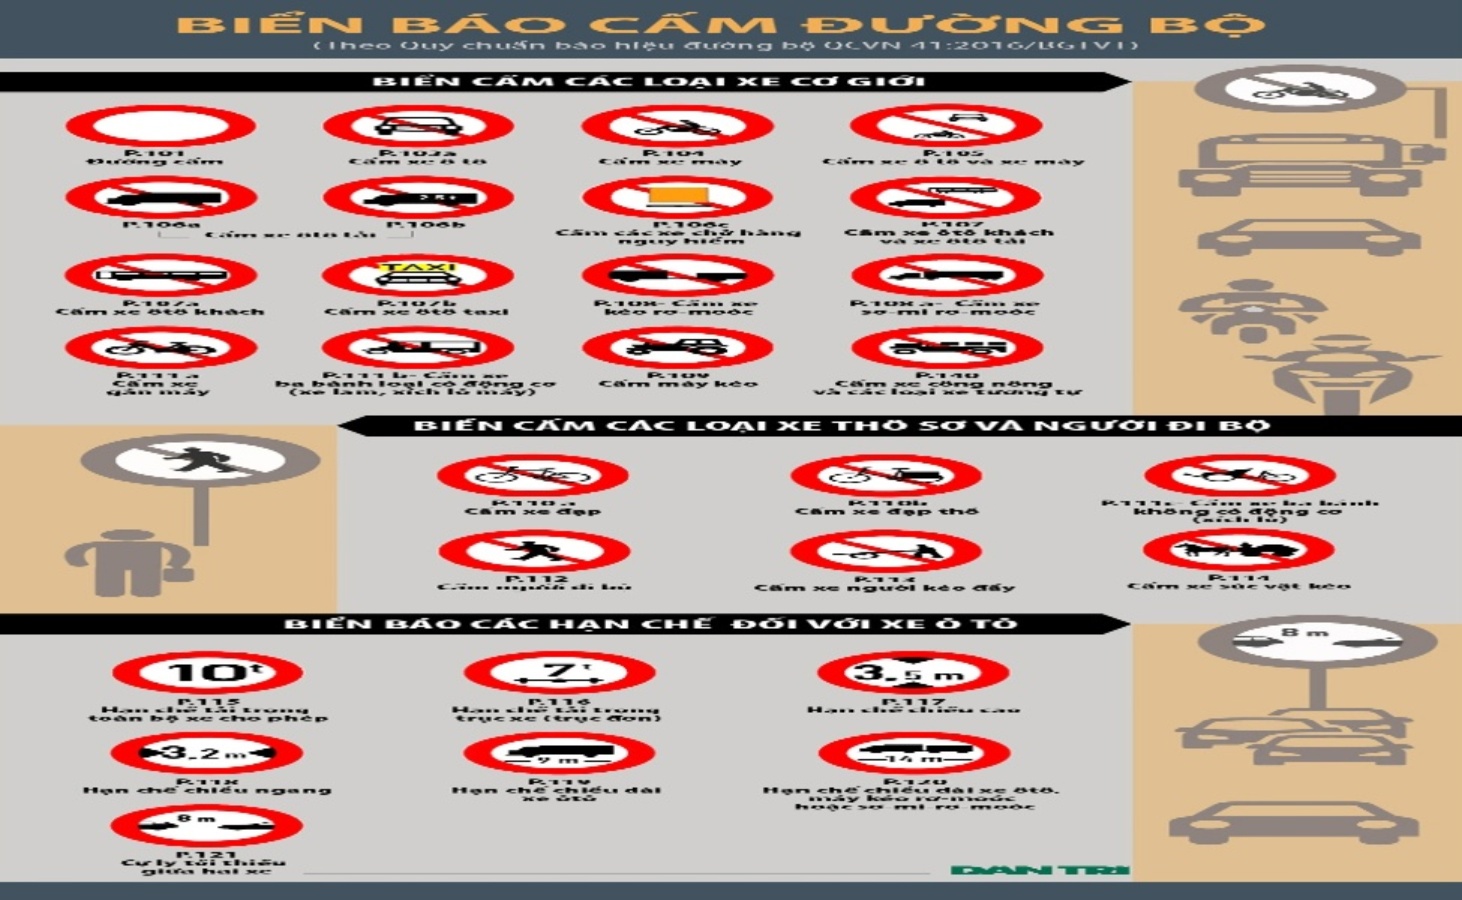 BIỂN BÁO CẤM ĐƯỜNG BỘ
(Theo Quy chuẩn báo hiệu đường bộ QCVN 41:2016/BGTVT)
BIỂN CẤM CÁC LOẠI XE CƠ GIỚI
P.101
Đường cấm
P.103a
Cấm xe ô tô
P.104
Cấm xe máy
P.105
Cấm xe ô tô và xe máy
P.106a
P.106b
Cấm xe ôtô tải
P.106c
Cấm các xe chở hàng
nguy hiểm
P.107
Cấm xe ôtô khách
và xe ôtô tải
P.107a
Cấm xe ôtô khách
TAXI
P.107b
Cấm xe ôtô taxi
P.108- Cấm xe
kéo rơ-moóc
P.108 a- Cấm xe
sơ-mi rơ-moóc
P.111a
Cấm xe
gắn máy
P.111b- Cấm xe
ba bánh loại có động cơ
(xe lam, xích lô máy)
P.109
Cấm máy kéo
P.140
Cấm xe công nông
và các loại xe tương tự
BIỂN CẤM CÁC LOẠI XE THÔ SƠ VÀ NGƯỜI ĐI BỘ
P.110 a
Cấm xe đạp
P.110b
Cấm xe đạp thồ
P.111c- Cấm xe ba bánh
không có động cơ
(xích lô)
P.112
Cấm người đi bộ
P.113
Cấm xe người kéo đẩy
P.114
Cấm xe súc vật kéo
BIỂN BÁO CÁC HẠN CHẾ ĐỐI VỚI XE Ô TÔ
8 m
10t
P.115
Hạn chế tải trọng
toàn bộ xe cho phép
7t
P.116
Hạn chế tải trọng
trục xe (trục đơn)
3,5 m
P.117
Hạn chế chiều cao
3,2 m
P.118
Hạn chế chiều ngang
9 m
P.119
Hạn chế chiều dài
xe ôtô
14 m
P.120
Hạn chế chiều dài xe ôtô,
máy kéo rơ-moóc
hoặc sơ-mi rơ-moóc
8 m
P.121
Cự ly tối thiểu
giữa hai xe
DAN TRI